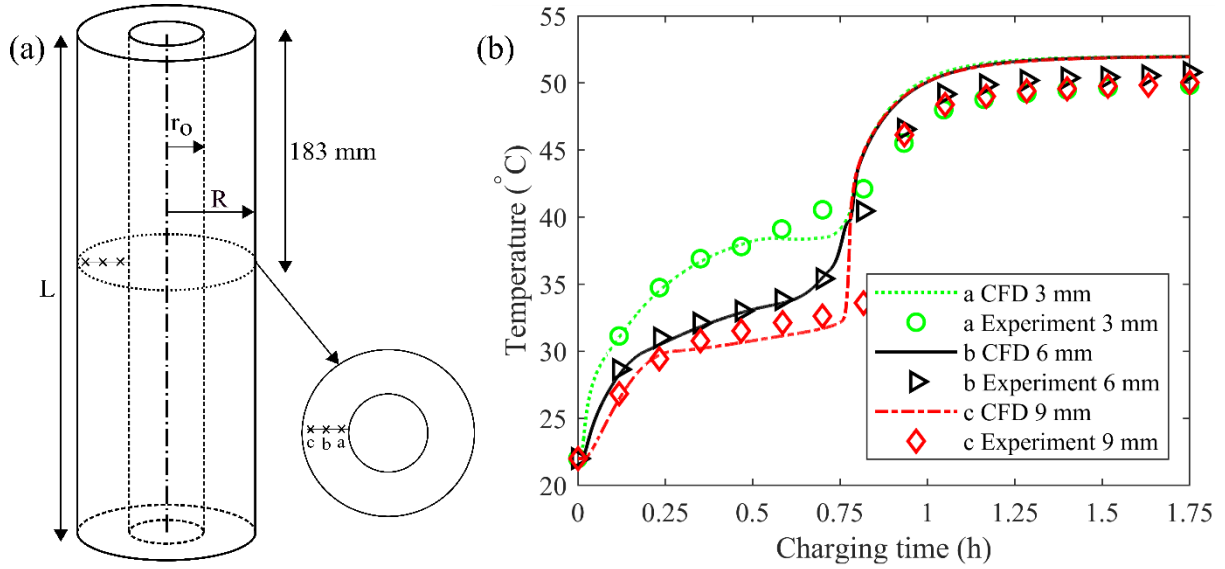 (a)
r₀
R
183 mm
L
c b a
(b)
Temperature (°C)
55
50
45
40
35
30
25
20
0 0.25 0.5 0.75 1 1.25 1.5 1.75
Charging time (h)
a CFD 3 mm
a Experiment 3 mm
b CFD 6 mm
b Experiment 6 mm
c CFD 9 mm
c Experiment 9 mm